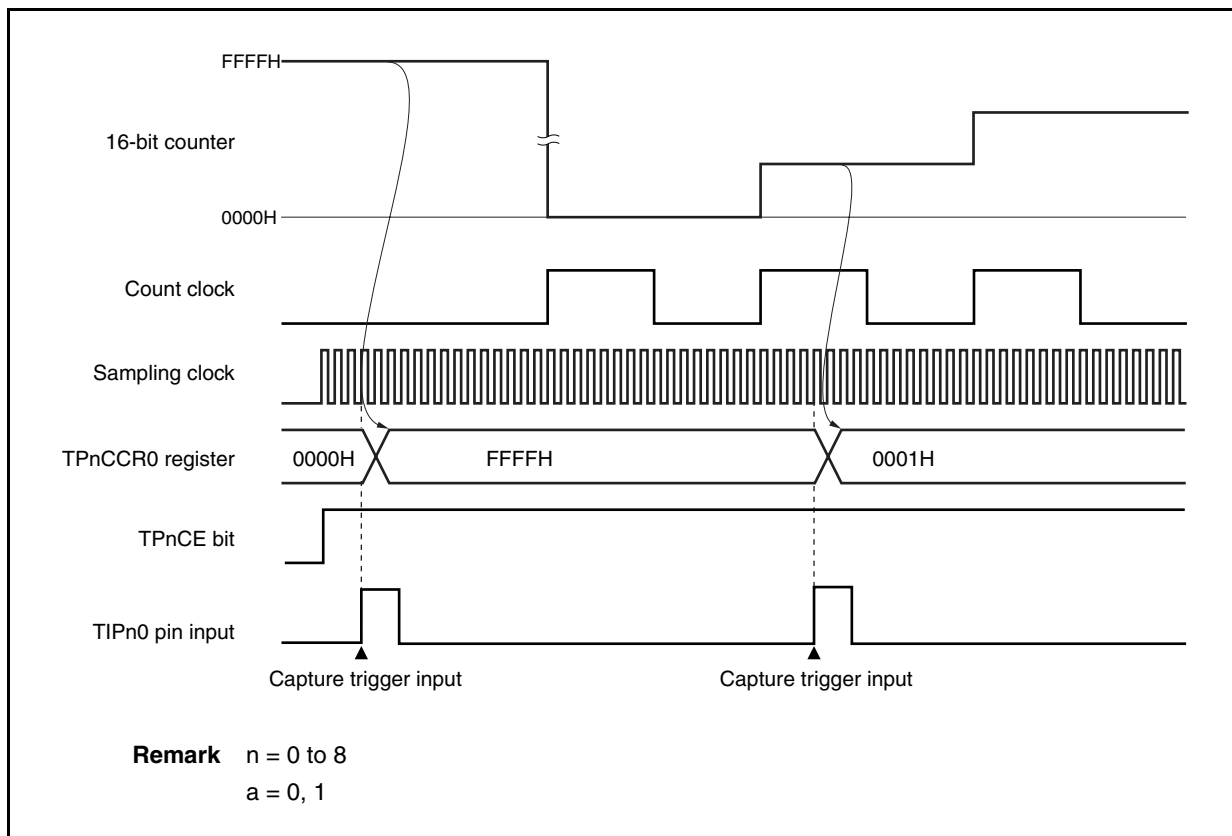 FFFFH
16-bit counter
0000H
Count clock
Sampling clock
TPnCCR0 register
0000H
FFFFH
0001H
TPnCE bit
TIPn0 pin input
Capture trigger input
Capture trigger input
Remark n = 0 to 8
a = 0, 1